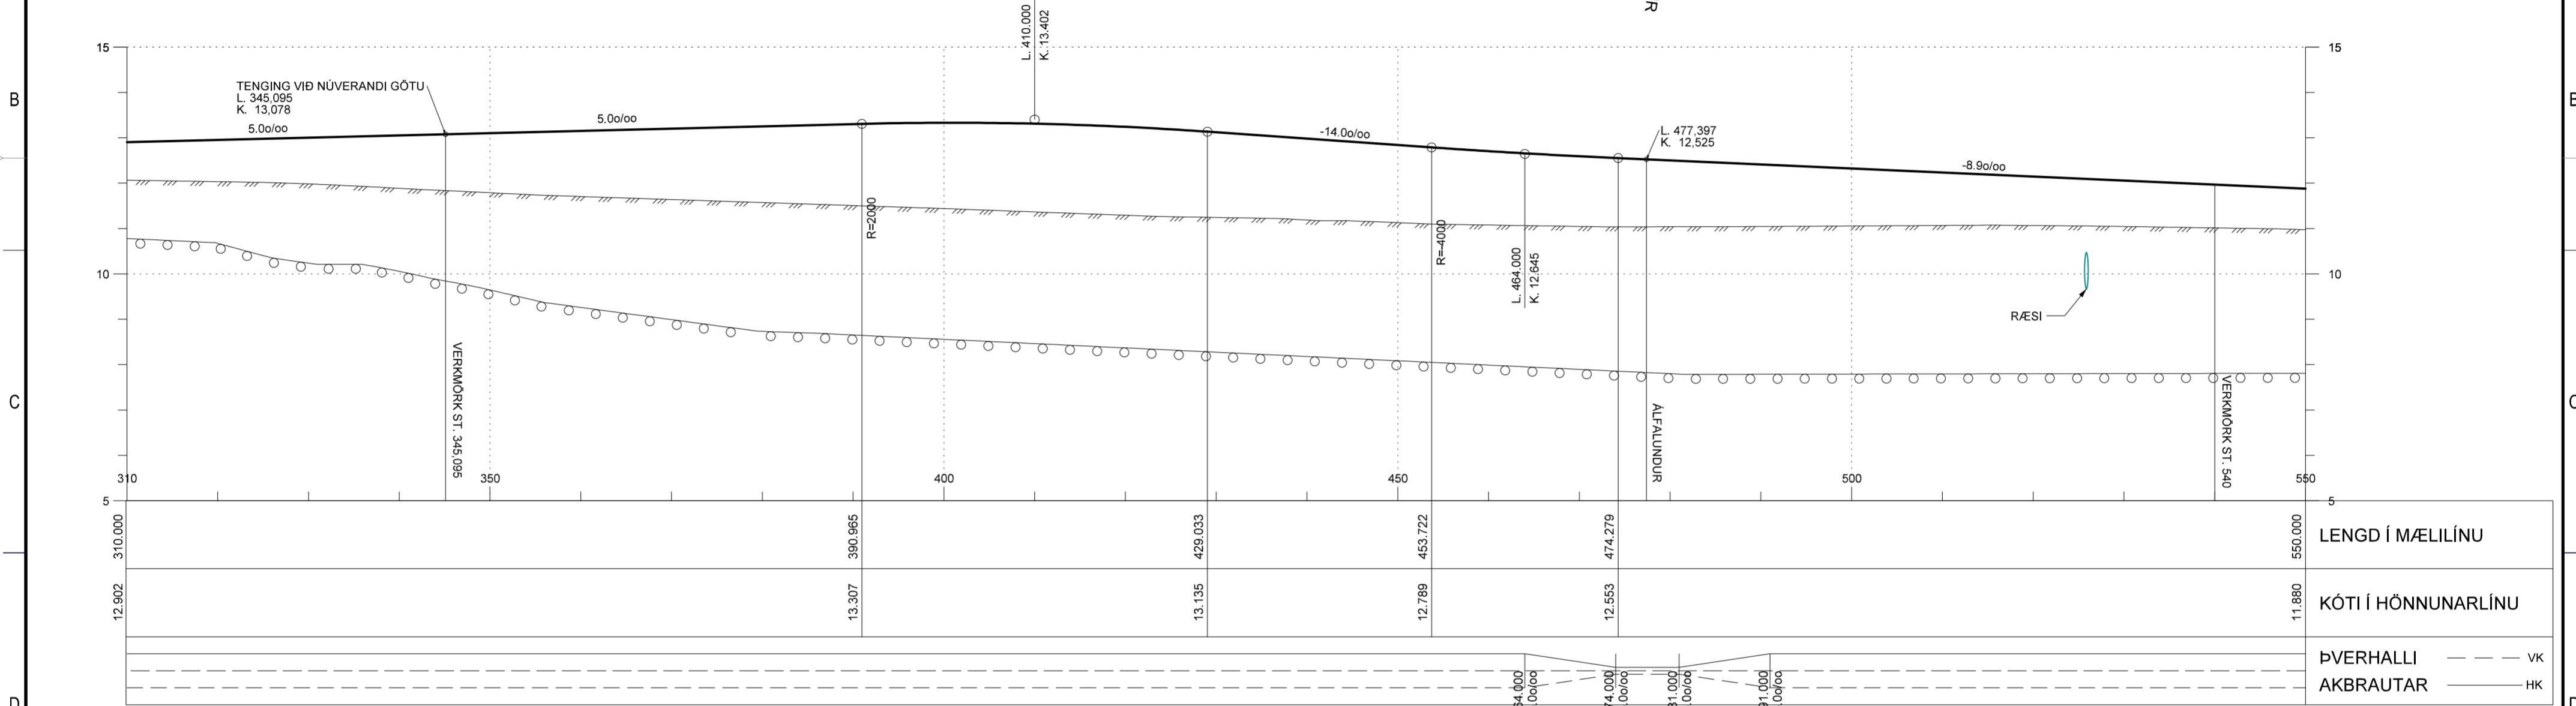 R
B
B
C
C
D
D
15
15
10
10
5
5
TENGING VIÐ NÚVERANDI GÖTU
L. 345,095
K. 13,078
5.0o/oo
5.0o/oo
L. 410.000
K. 13.402
-14.0o/oo
L. 477,397
K. 12,525
-8.9o/oo
R=2000
R=-4000
L. 464.000
K. 12.645
RÆSI
VERKMÖRK ST. 345,095
ÁLFALUNDUR
VERKMÖRK ST. 540
310
350
400
450
500
550
310.000
390.965
429.033
453.722
474.279
550.000
LENGD Í MÆLILÍNU
12.902
13.307
13.135
12.789
12.553
11.880
KÓTI Í HÖNNUNARLÍNU
ÞVERHALLI
VK
AKBRAUTAR
HK